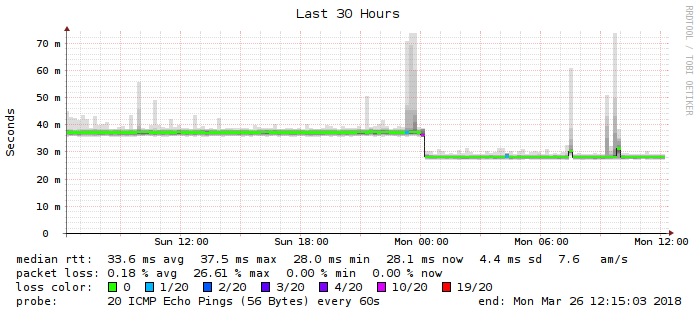 Last 30 Hours
RRDTOOL / TOBI OETIKER
Seconds
70 m
60 m
50 m
40 m
30 m
20 m
10 m
0
Sun 12:00 Sun 18:00 Mon 00:00 Mon 06:00 Mon 12:00
median rtt: 33.6 ms avg 37.5 ms max 28.0 ms min 28.1 ms now 4.4 ms sd 7.6 am/s
packet loss: 0.18 % avg 26.61 % max 0.00 % min 0.00 % now
loss color: 0 1/20 2/20 3/20 4/20 10/20 19/20
probe: 20 ICMP Echo Pings (56 Bytes) every 60s end: Mon Mar 26 12:15:03 2018